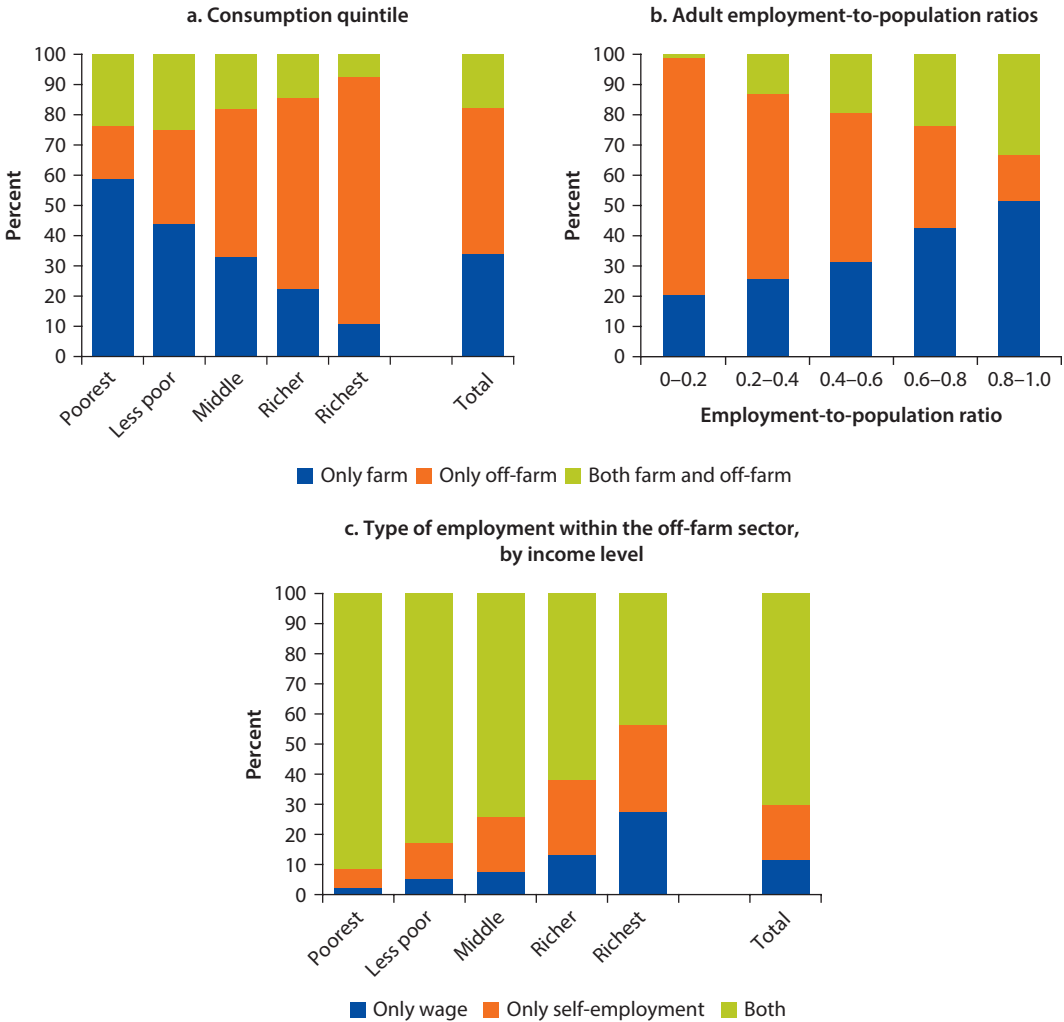 a. Consumption quintile
100
90
80
70
60
50
40
30
20
10
0
Percent
Poorest
Less poor
Middle
Richer
Richest
Total
b. Adult employment-to-population ratios
100
90
80
70
60
50
40
30
20
10
0
Percent
0–0.2 0.2–0.4 0.4–0.6 0.6–0.8 0.8–1.0
Employment-to-population ratio
Only farm Only off-farm Both farm and off-farm
c. Type of employment within the off-farm sector,
by income level
100
90
80
70
60
50
40
30
20
10
0
Percent
Poorest
Less poor
Middle
Richer
Richest
Total
Only wage Only self-employment Both